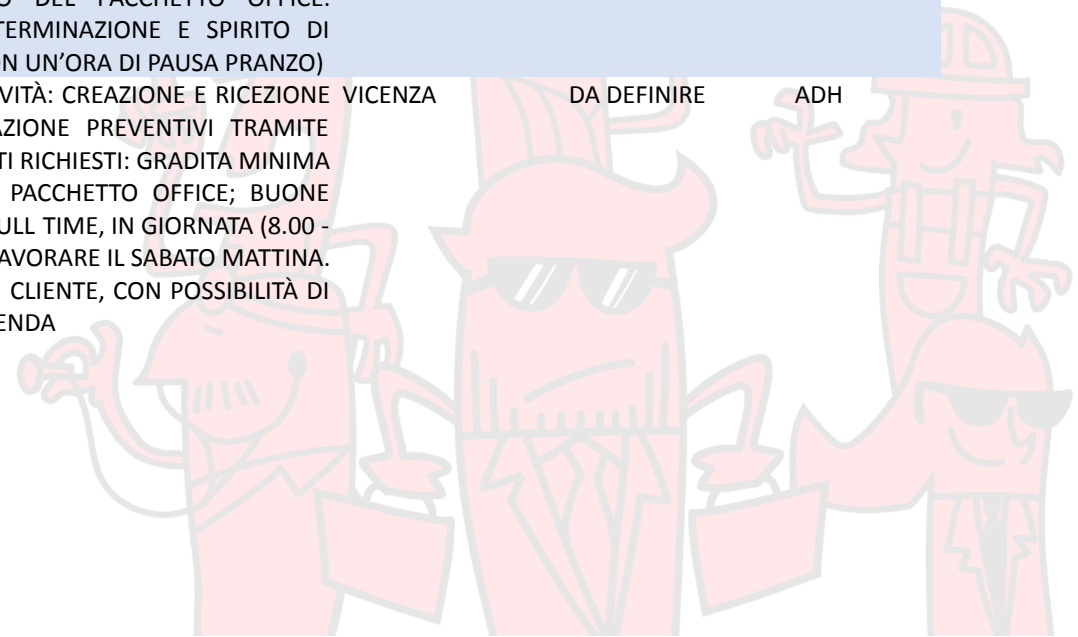 DEL PACCHETTO OFFICE.
TERMINAZIONE E SPIRITO DI
ON UN'ORA DI PAUSA PRANZO)
VITÀ: CREAZIONE E RICEZIONE VICENZA DA DEFINIRE ADH
AZIONE PREVENTIVI TRAMITE
TI RICHIESTI: GRADITA MINIMA
PACCHETTO OFFICE; BUONE
ULL TIME, IN GIORNATA (8.00 -
AVORARE IL SABATO MATTINA.
CLIENTE, CON POSSIBILITÀ DI
ENDA